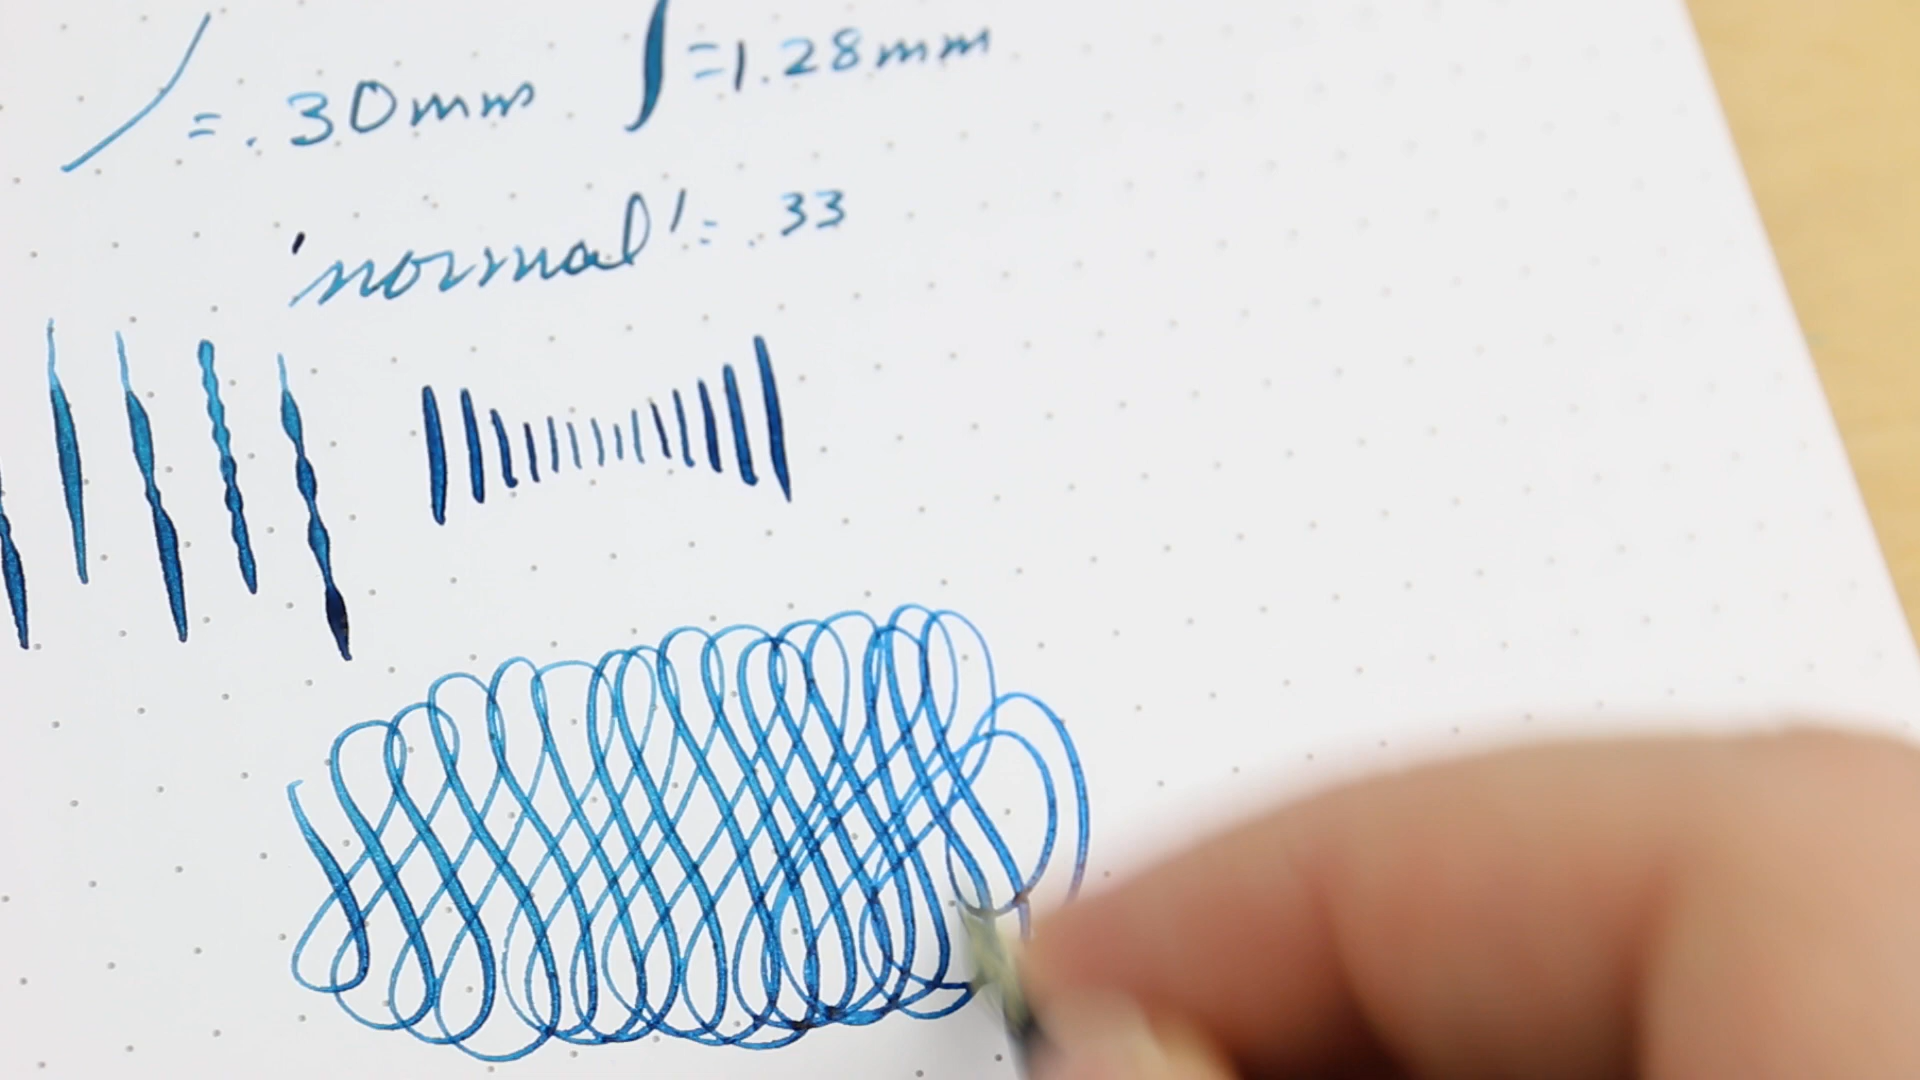 = .30mm =1.28mm
'normal' = .33